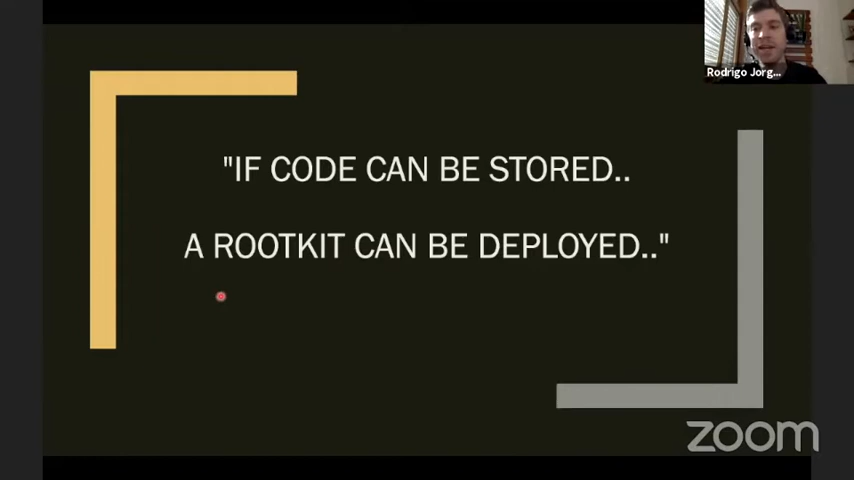 Rodrigo Jorg...
"IF CODE CAN BE STORED..
A ROOTKIT CAN BE DEPLOYED.."
zoom